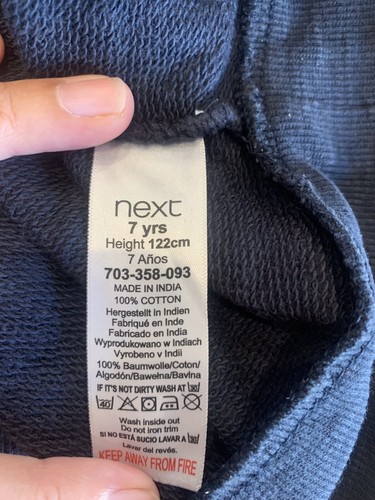 next
7 yrs
Height 122cm
7 Años
703-358-093
MADE IN INDIA
100% COTTON
Hergestellt in Indien
Fabriqué en Inde
Fabricado en India
Wyprodukowano w Indiach
Vyrobeno v Indii
100% Baumwolle/Coton/
Algodón/Bawełna/Bavlna
IF IT'S NOT DIRTY WASH AT 30
40
Wash inside out
Do not iron trim
SI NO ESTÁ SUCIO LAVAR A 30
Lavar del revés.
KEEP AWAY FROM FIRE